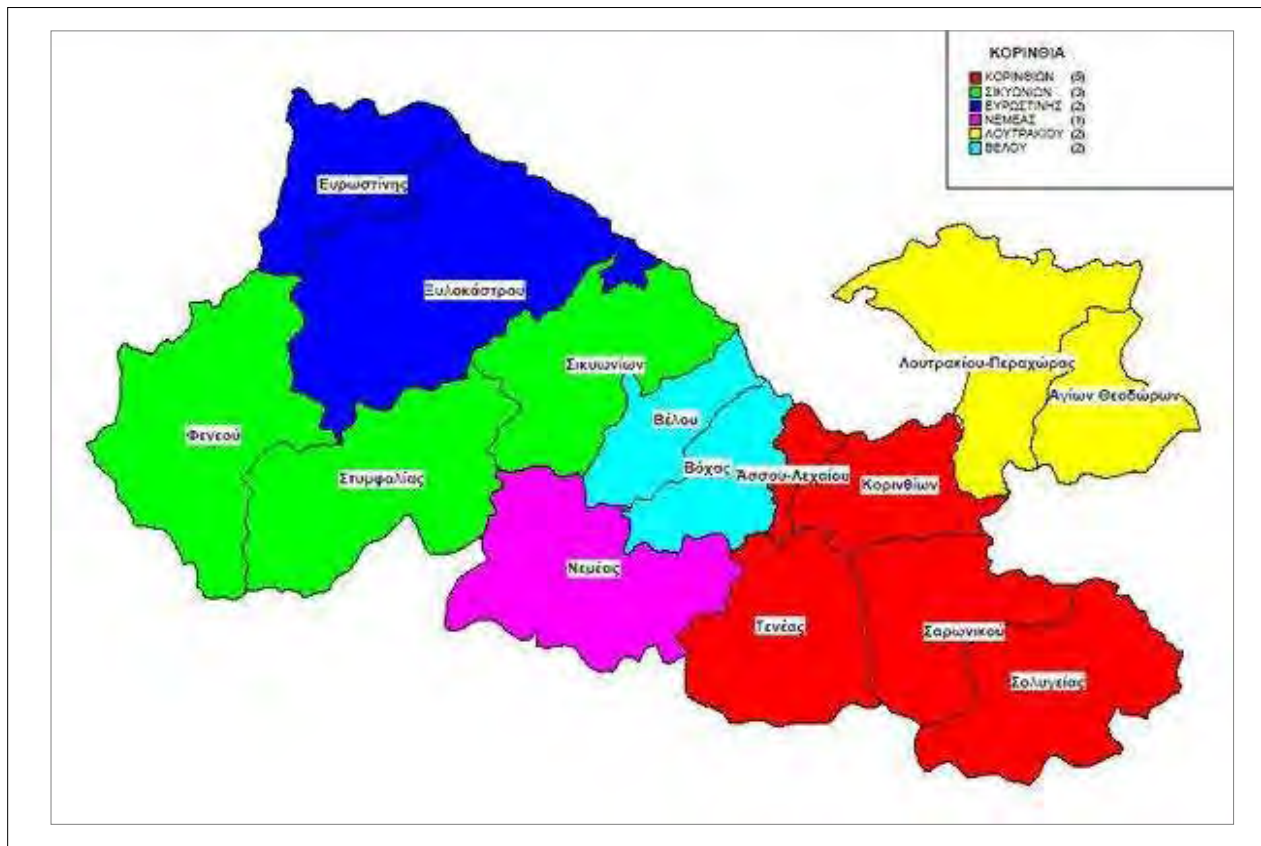 ΚΟΡΙΝΘΙΑ
ΚΟΡΙΝΘΙΩΝ (5)
ΣΙΚΥΩΝΙΩΝ (3)
ΕΥΡΩΣΤΙΝΗΣ (2)
ΝΕΜΕΑΣ (1)
ΛΟΥΤΡΑΚΙΟΥ (2)
ΒΕΛΟΥ (2)
Ευρωστίνης
Ξυλοκάστρου
Σικυωνίων
Λουτρακίου-Περαχώρας
Αγίων Θεοδώρων
Φενεού
Βέλου
Στυμφαλίας
Βόχας
Άσσου-Λεχαίου
Κορινθίων
Νεμέας
Τενέας
Σαρωνικού
Σολυγείας